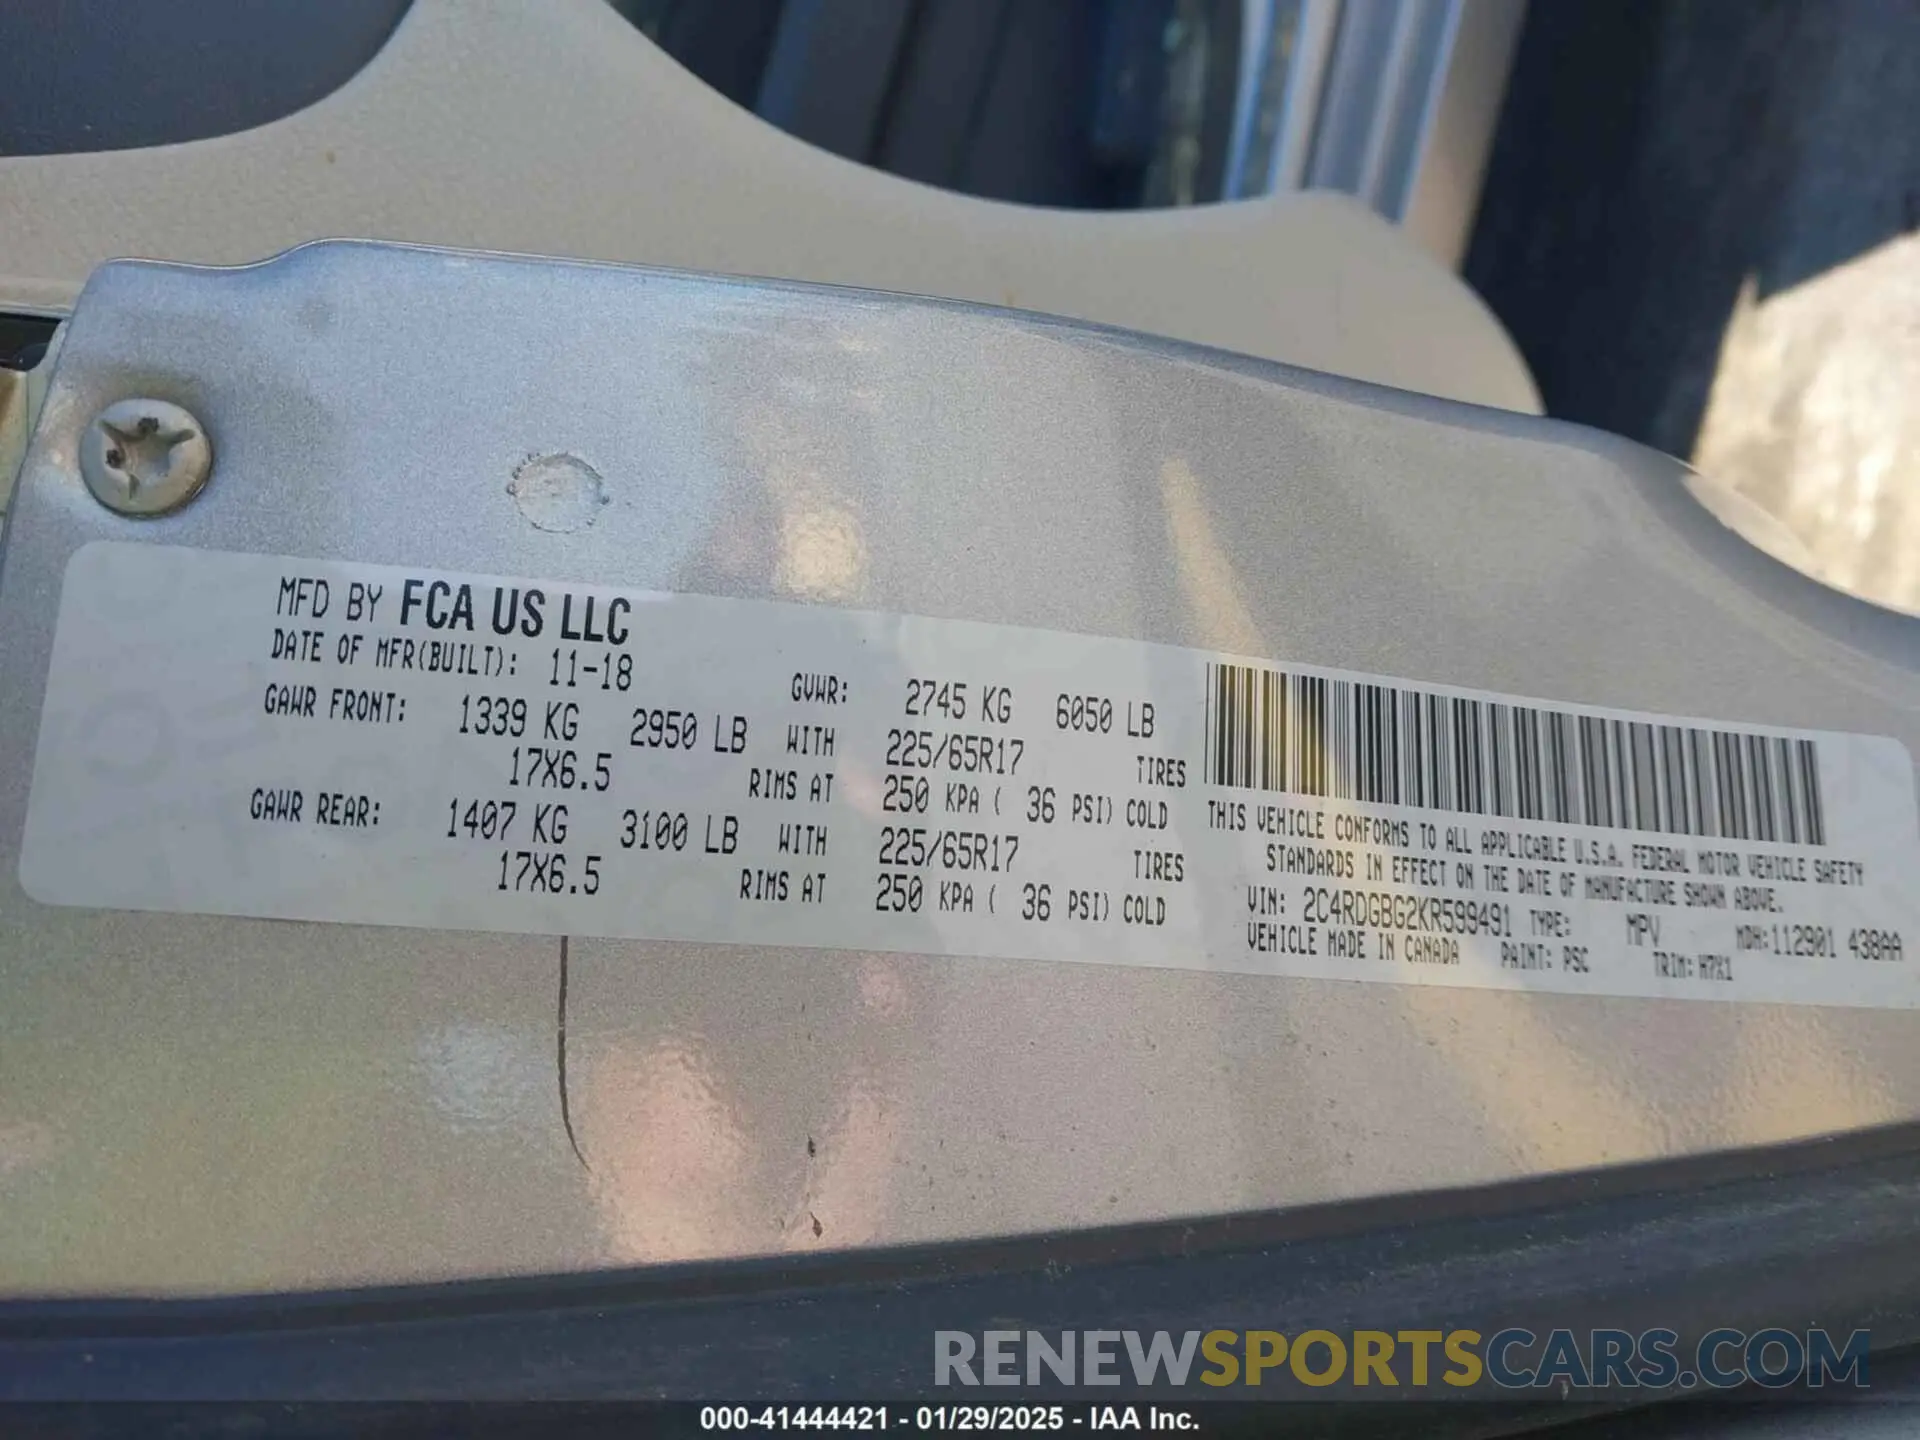 MFD BY FCA US LLC
DATE OF MFR(BUILT): 11-18 GVWR: 2745 KG 6050 LB
GAWR FRONT: 1339 KG 2950 LB WITH 225/65R17 TIRES
17X6.5 RIMS AT 250 KPA ( 36 PSI) COLD
GAWR REAR: 1407 KG 3100 LB WITH 225/65R17 TIRES
17X6.5 RIMS AT 250 KPA ( 36 PSI) COLD
THIS VEHICLE CONFORMS TO ALL APPLICABLE U.S.A. FEDERAL MOTOR VEHICLE SAFETY
STANDARDS IN EFFECT ON THE DATE OF MANUFACTURE SHOWN ABOVE.
VIN: 2C4RDGBG2KR599491 TYPE: MPV MDH:112901 438AA
VEHICLE MADE IN CANADA PAINT: PSC TRIM: H7X1
RENEWSPORTSCARS.COM
000-41444421 - 01/29/2025 - IAA Inc.